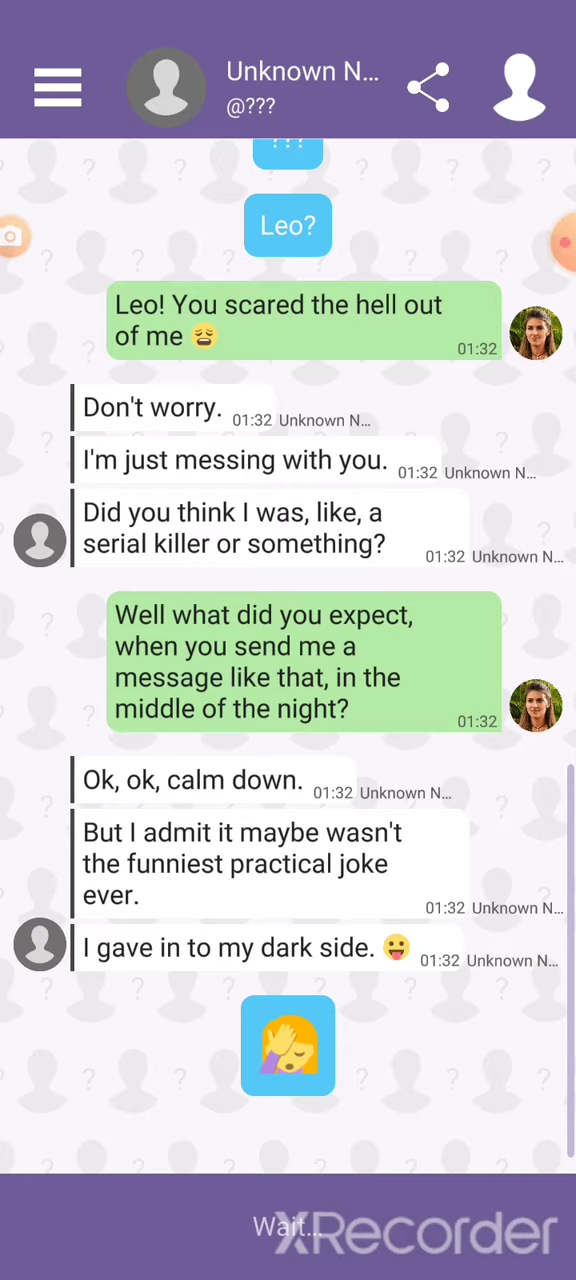 Unknown N...
@???
???
Leo?
Leo! You scared the hell out
of me 😩
01:32
Don't worry. 01:32 Unknown N...
I'm just messing with you. 01:32 Unknown N...
Did you think I was, like, a
serial killer or something?
01:32 Unknown N...
Well what did you expect,
when you send me a
message like that, in the
middle of the night?
01:32
Ok, ok, calm down. 01:32 Unknown N...
But I admit it maybe wasn't
the funniest practical joke
ever.
01:32 Unknown N...
I gave in to my dark side. 😛 01:32 Unknown N...
🤦‍♀️
Wait...
XRecorder